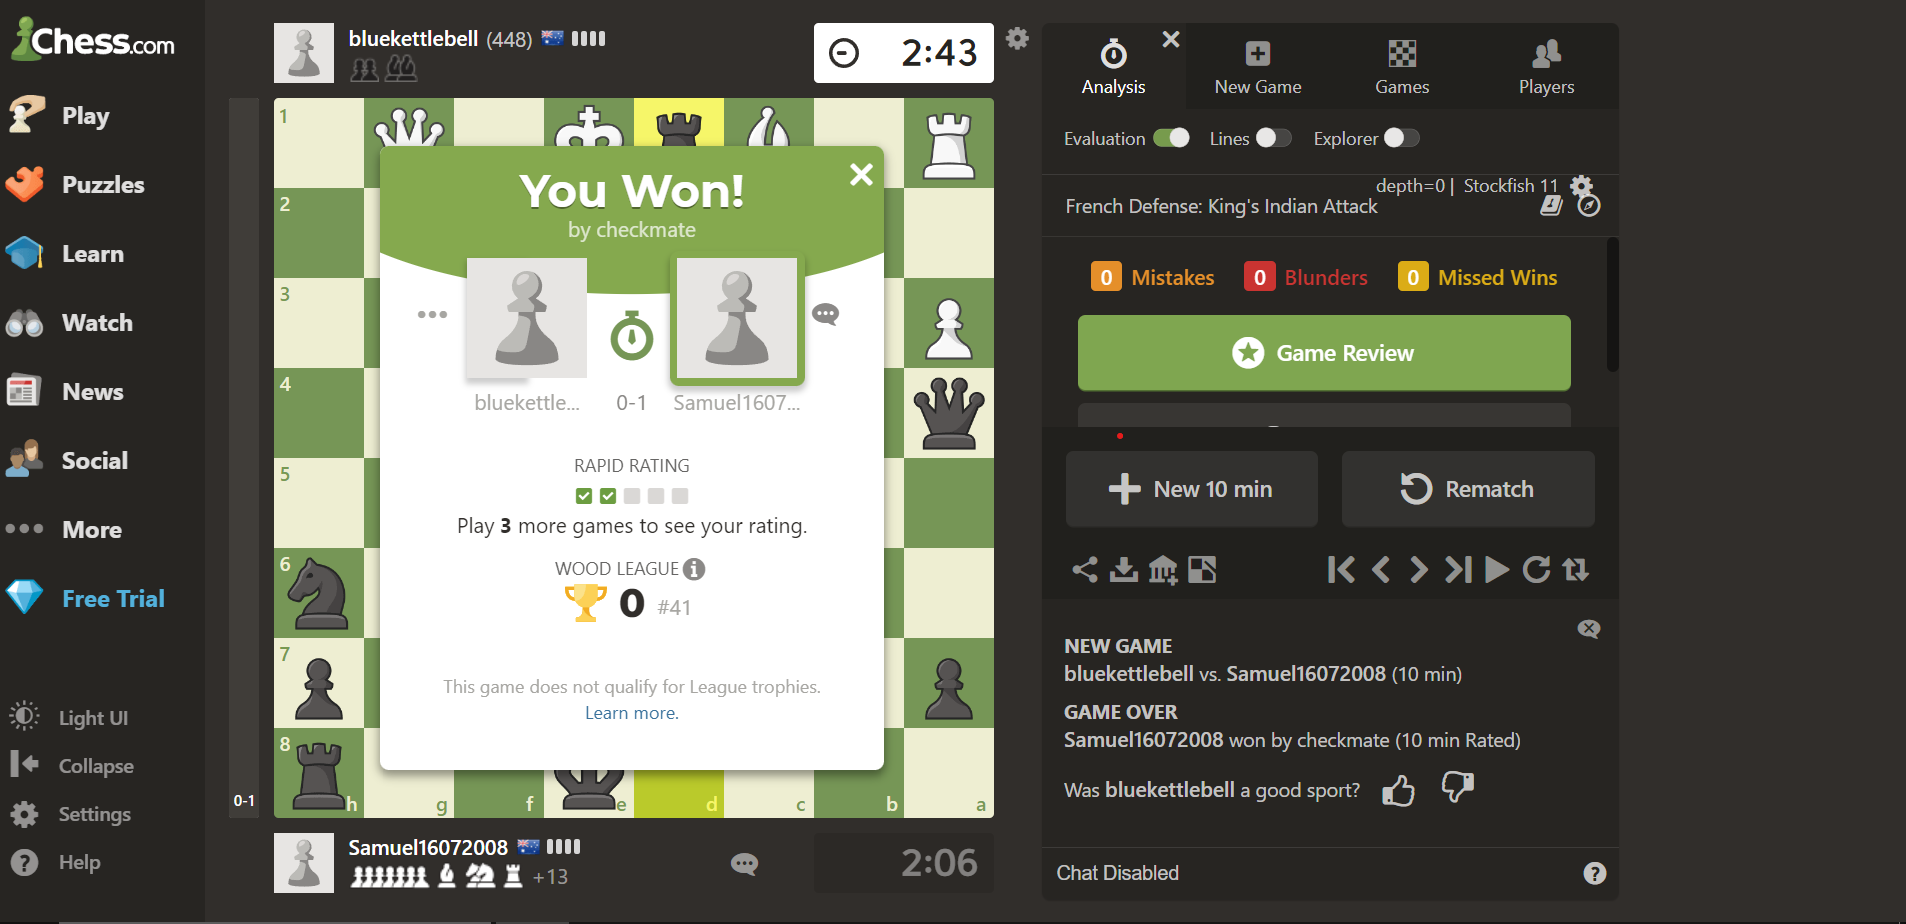 Chess.com
Play
Puzzles
Learn
Watch
News
Social
More
Free Trial
Light UI
Collapse
Settings
Help
bluekettlebell (448)
2:43
1
2
3
4
5
6
7
8
h
g
f
e
d
c
b
a
0-1
You Won!
by checkmate
bluekettle...
0-1
Samuel1607...
RAPID RATING
Play 3 more games to see your rating.
WOOD LEAGUE
0 #41
This game does not qualify for League trophies.
Learn more.
Samuel16072008
+13
2:06
Analysis
New Game
Games
Players
Evaluation
Lines
Explorer
depth=0 | Stockfish 11
French Defense: King's Indian Attack
0 Mistakes
0 Blunders
0 Missed Wins
Game Review
New 10 min
Rematch
NEW GAME
bluekettlebell vs. Samuel16072008 (10 min)
GAME OVER
Samuel16072008 won by checkmate (10 min Rated)
Was bluekettlebell a good sport?
Chat Disabled